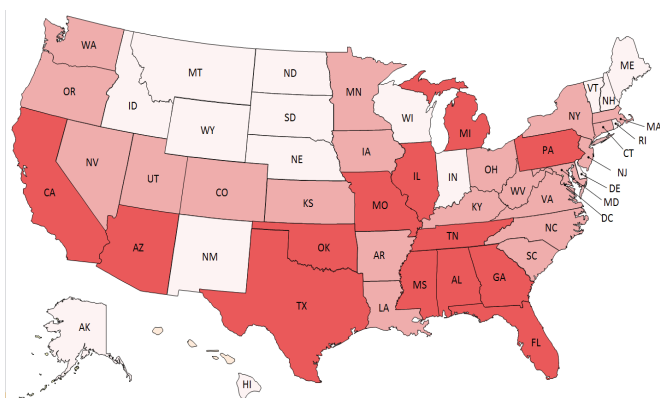 WA
MT
ND
MN
ME
VT
NH
OR
ID
SD
WI
NY
MA
WY
MI
RI
CT
NE
IA
PA
NJ
NV
UT
CO
IL
IN
OH
DE
MD
WV
VA
DC
CA
KS
MO
KY
NC
AZ
NM
OK
AR
TN
SC
MS
AL
GA
TX
LA
FL
AK
HI